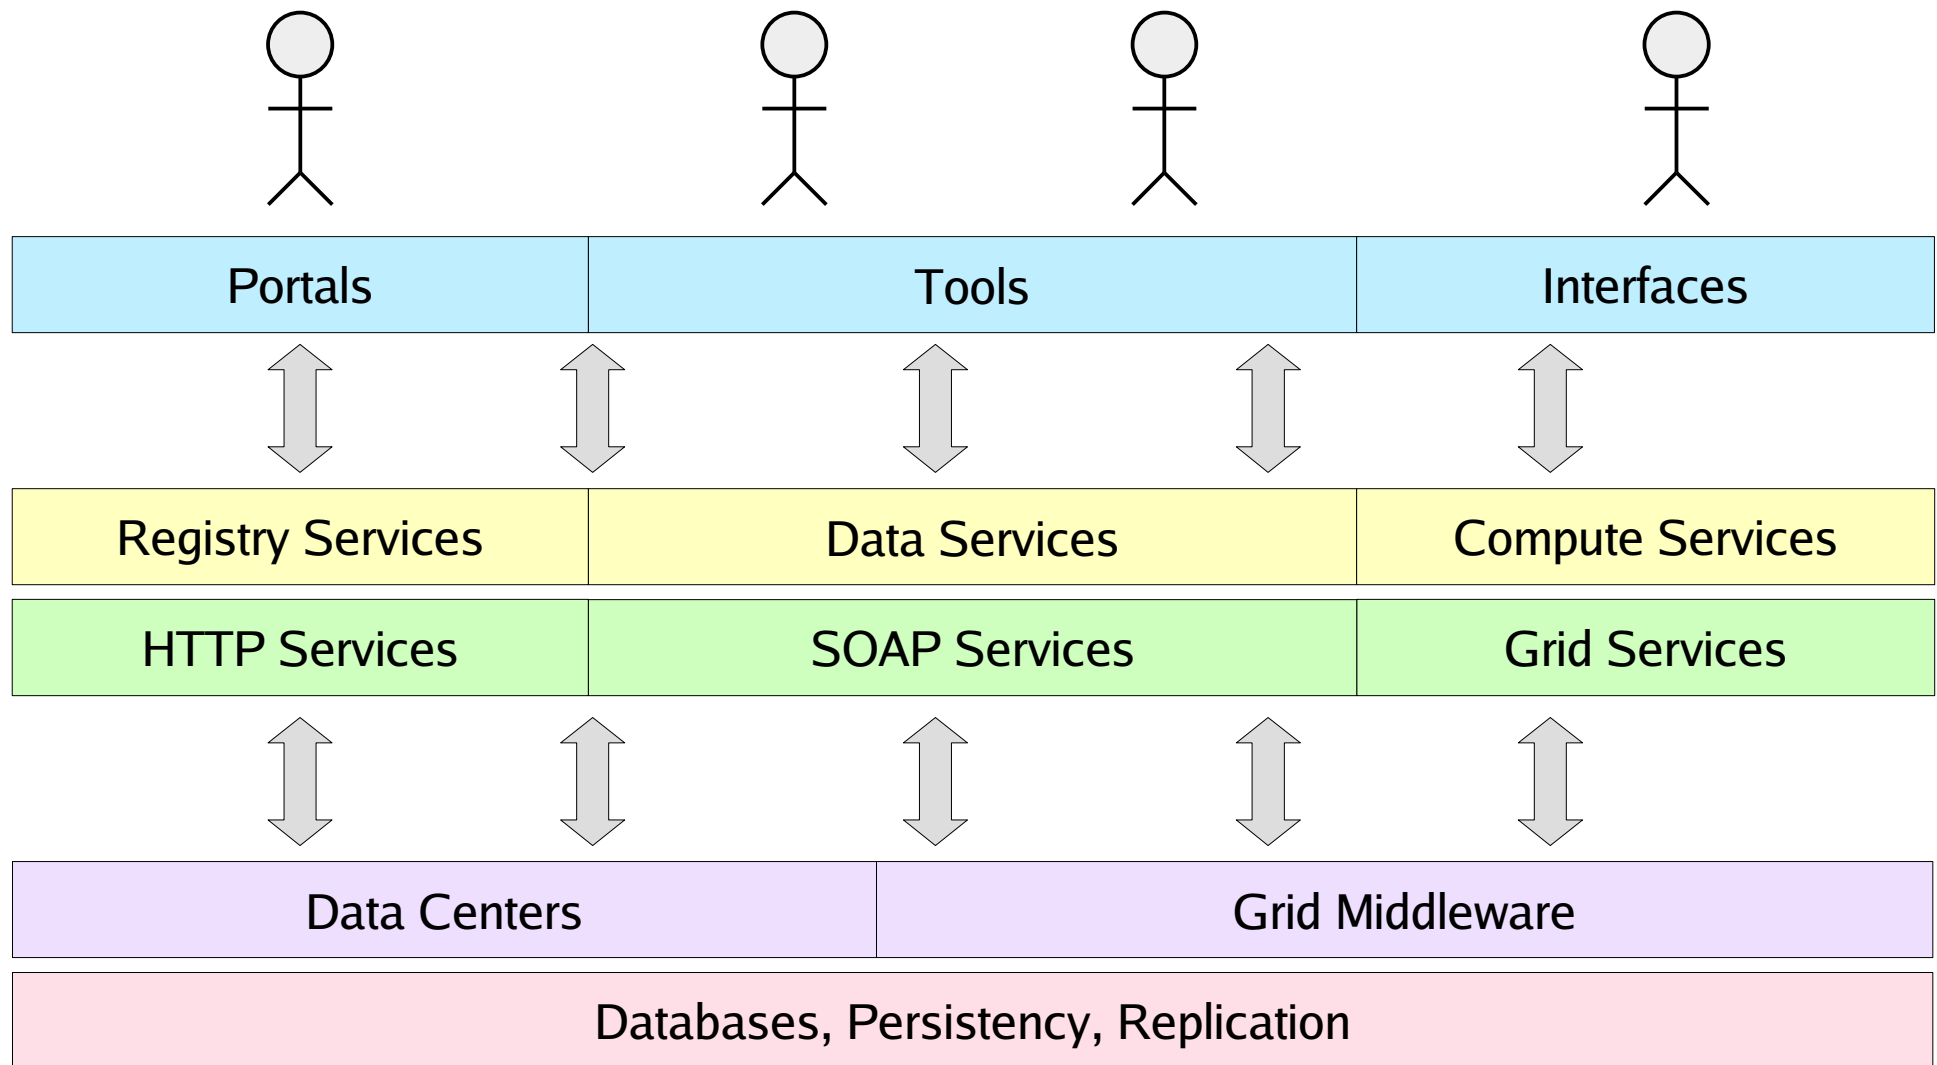 Portals
Tools
Interfaces
Registry Services
Data Services
Compute Services
HTTP Services
SOAP Services
Grid Services
Data Centers
Grid Middleware
Databases, Persistency, Replication